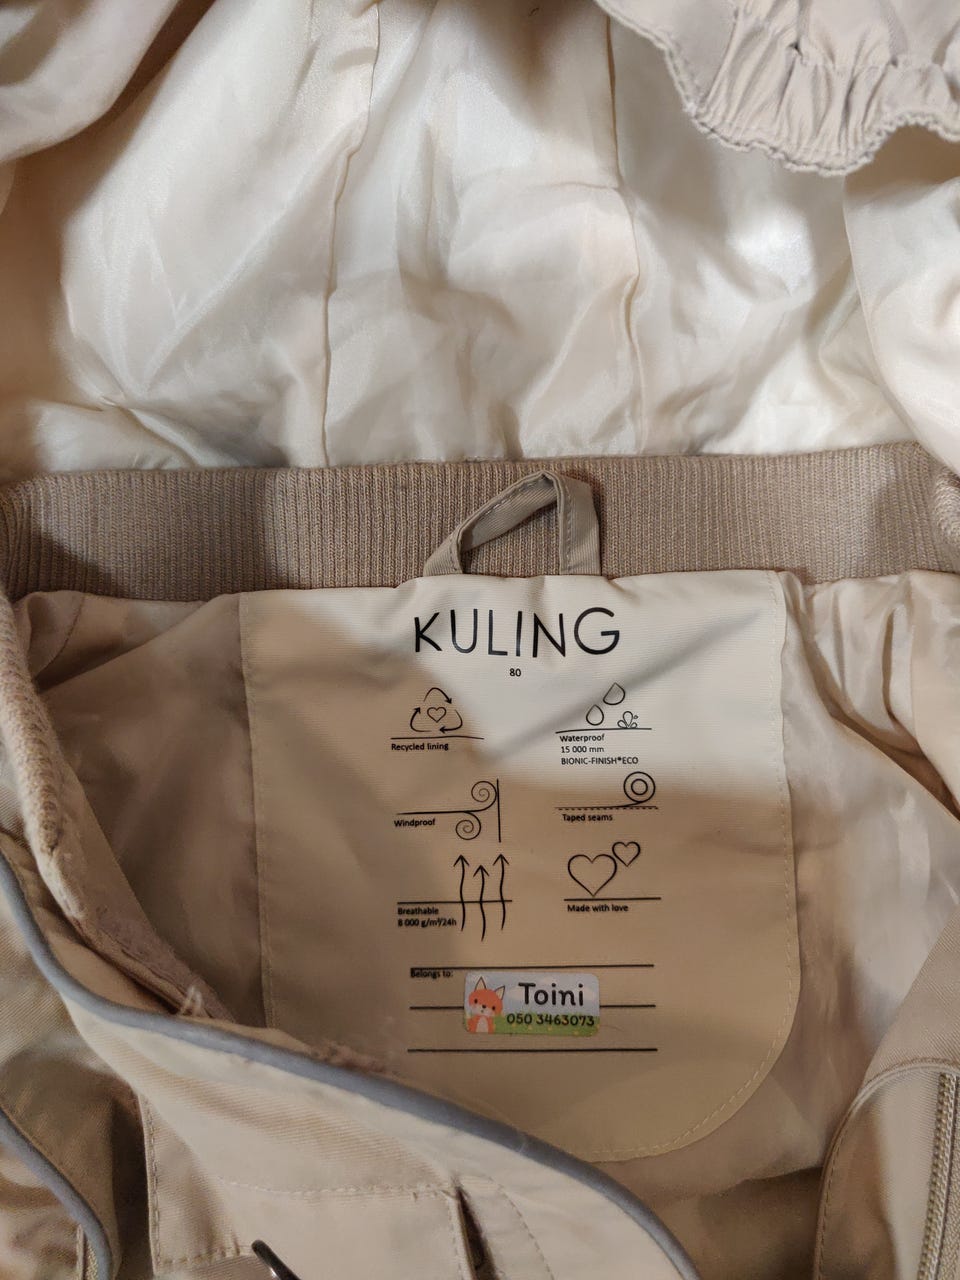 KULING
80
Recycled lining
Waterproof
15 000 mm
BIONIC-FINISH®ECO
Windproof
Taped seams
Breathable
8 000 g/m²/24h
Made with love
Belongs to:
Toini
050 3463073